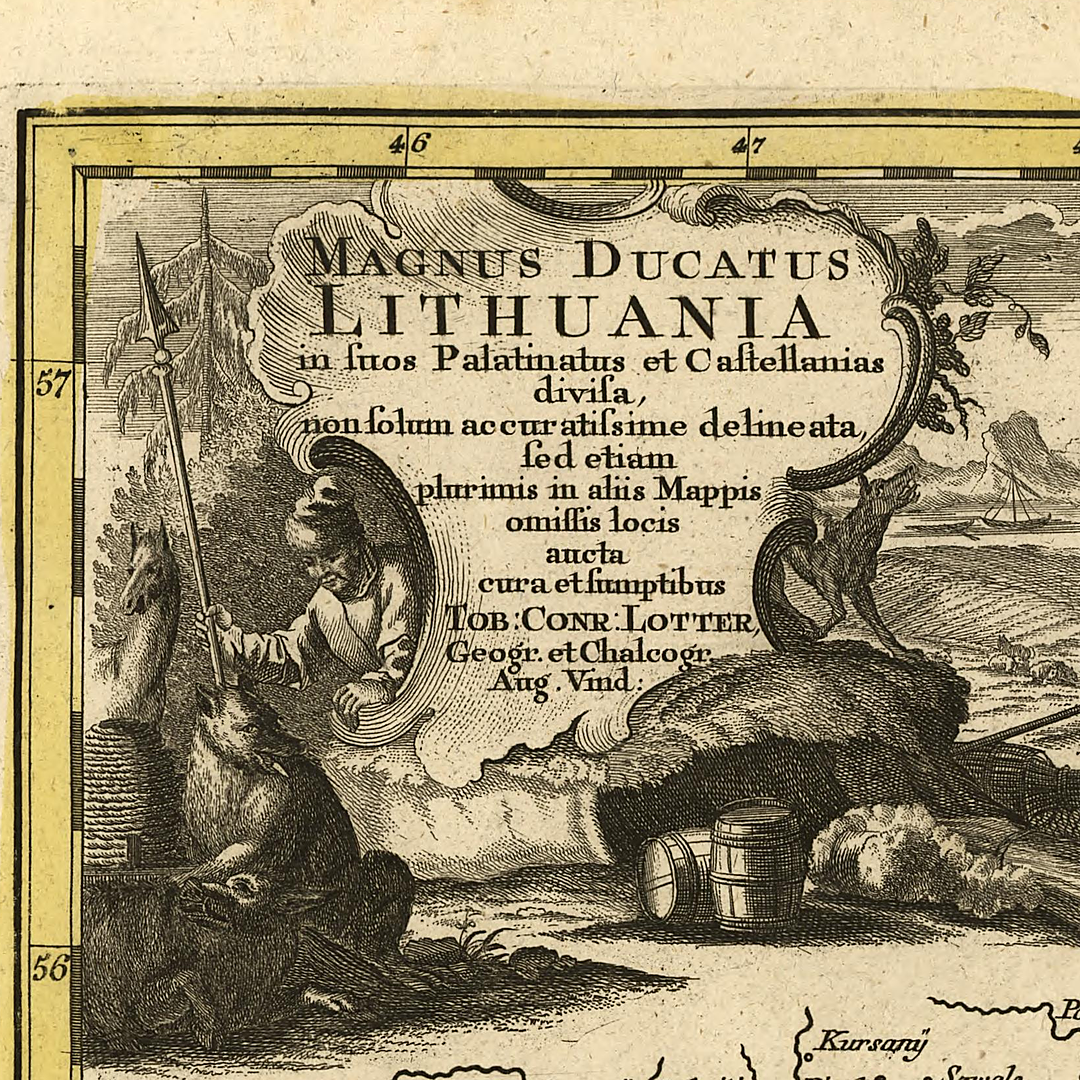 46 47
MAGNUS DUCATUS
LITHUANIA
in ſuos Palatinatus et Caſtellanias
diviſa,
non ſolum accuratiſsime delineata,
ſed etiam
plurimis in aliis Mappis
omiſſis locis
aucta
cura et ſumptibus
TOB: CONR: LOTTER,
Geogr. et Chalcogr.
Aug. Vind:
57
56
Kursanÿ